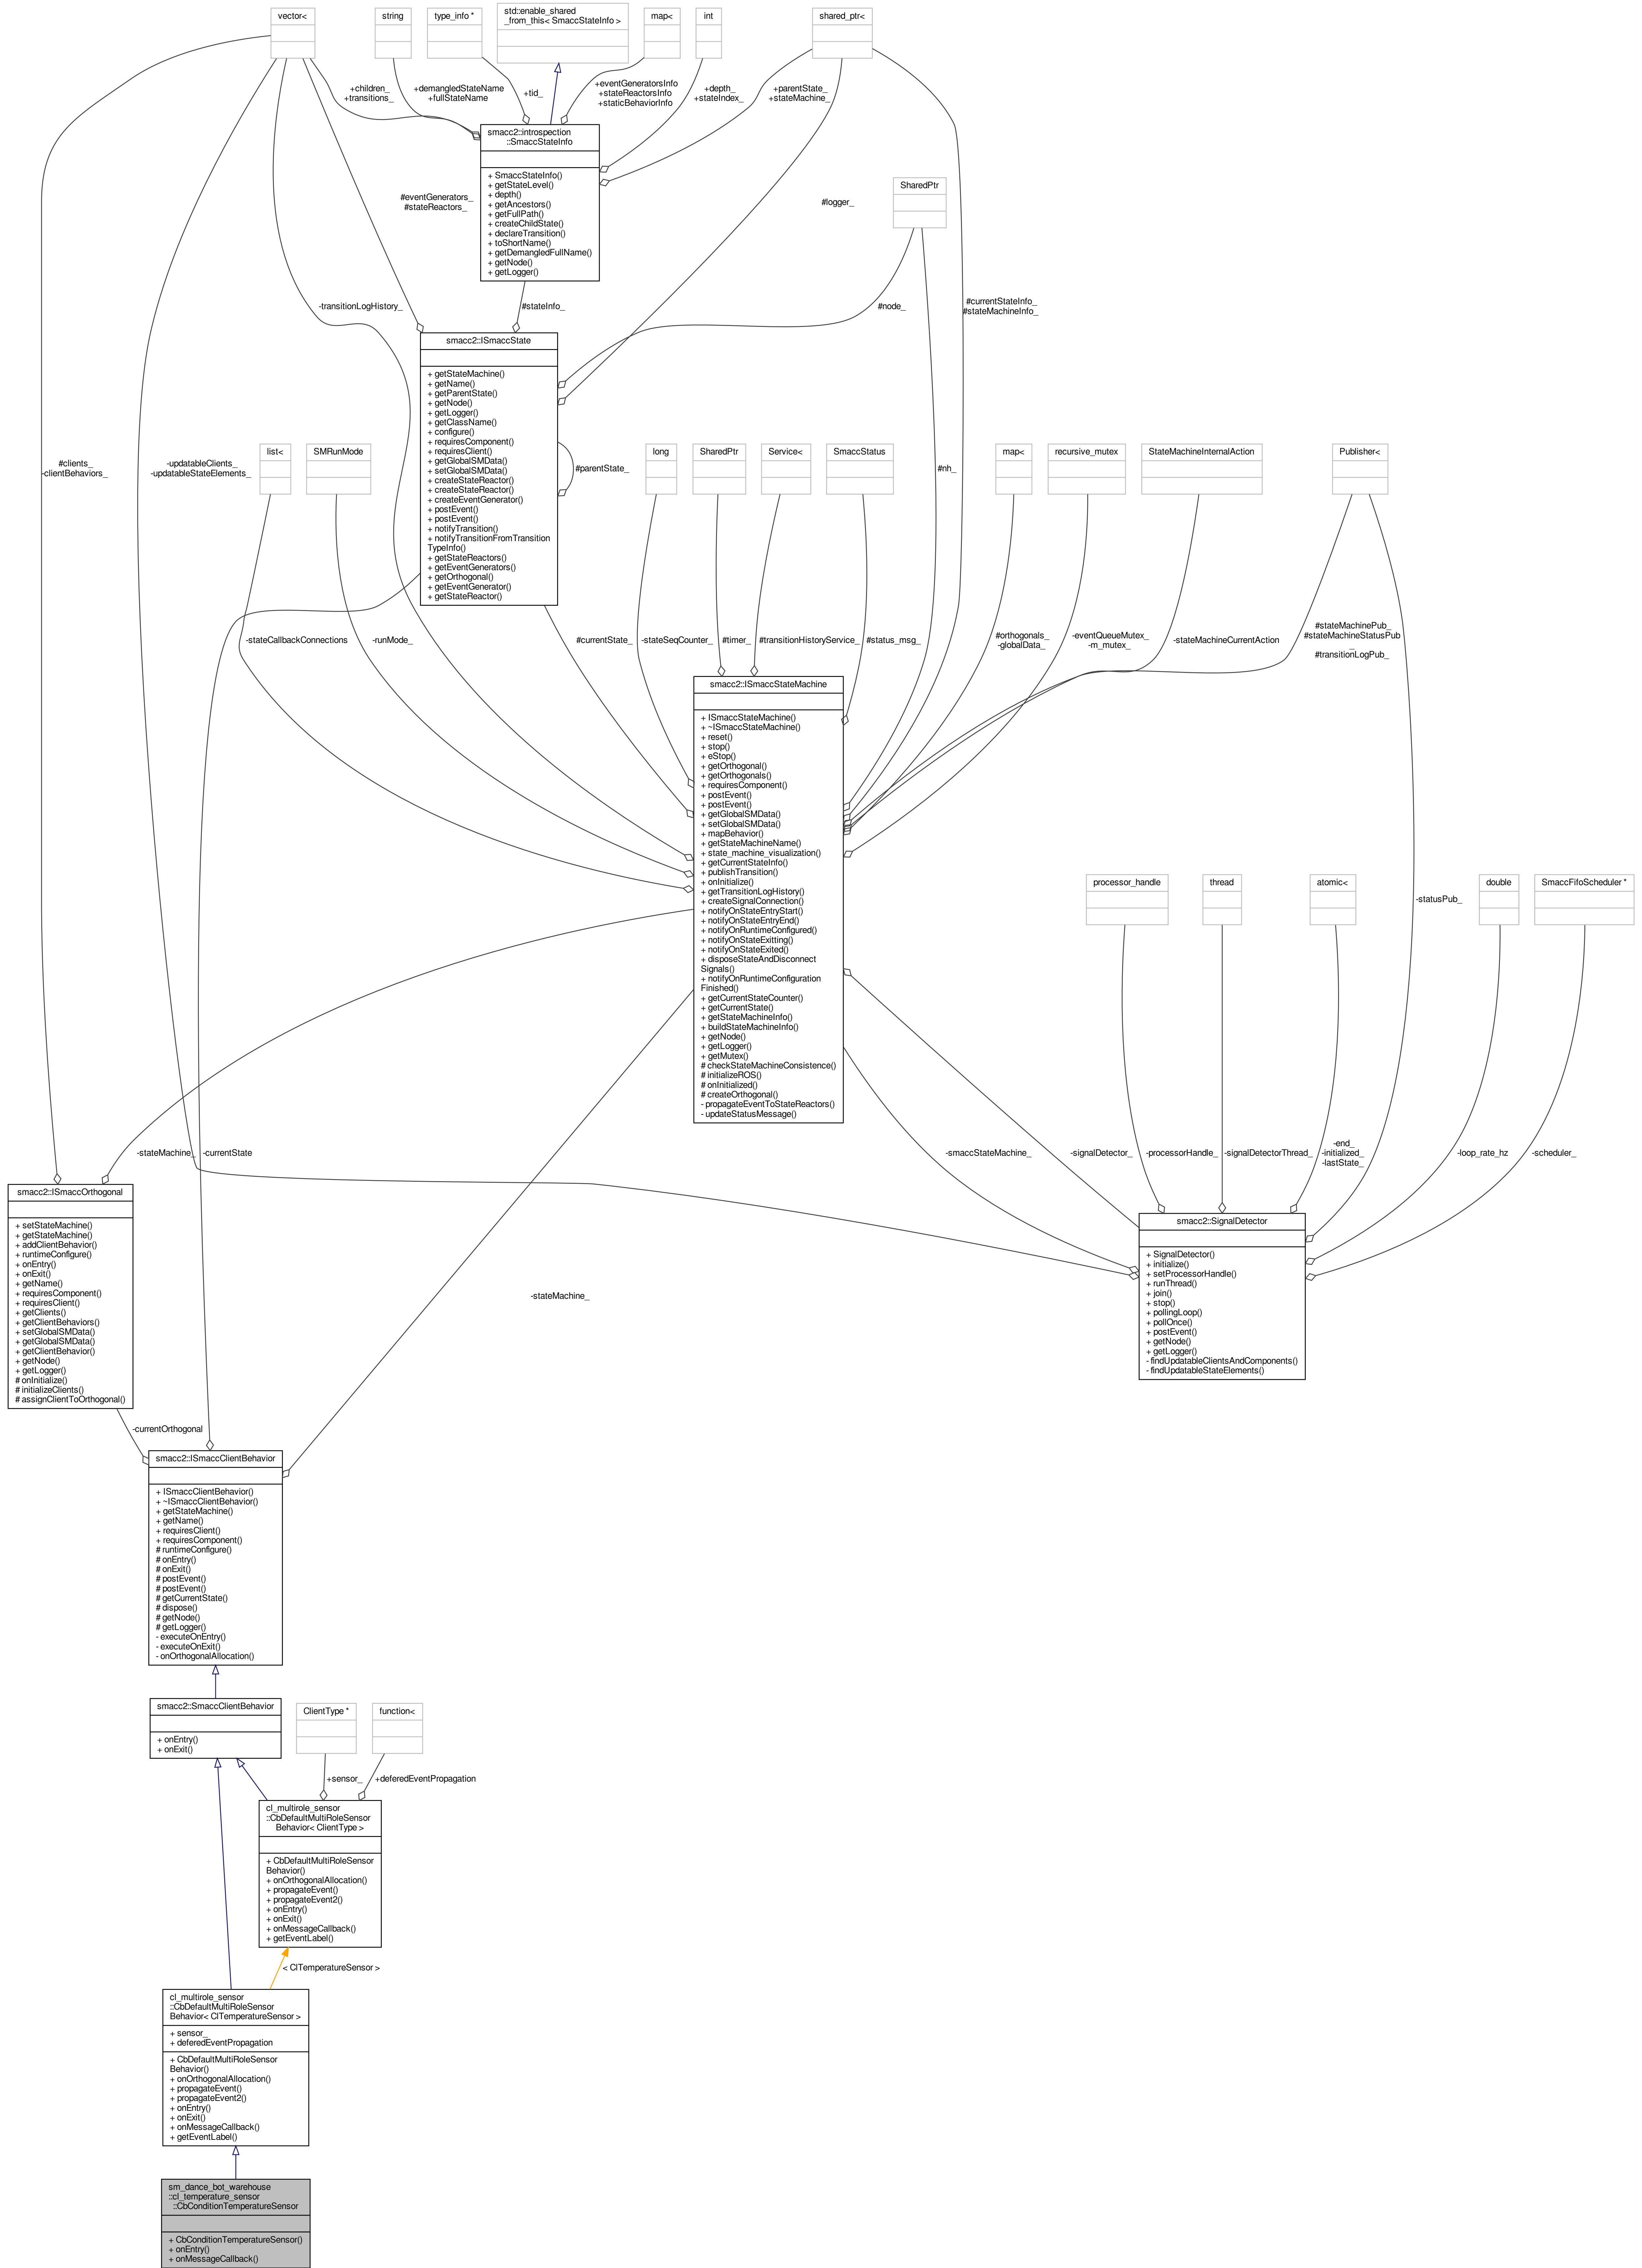 vector<
string
type_info *
std::enable_shared
_from_this< SmaccStateInfo >
map<
int
shared_ptr<
+children_
+transitions_
+demangledStateName
+fullStateName
+tid_
+eventGeneratorsInfo
+stateReactorsInfo
+staticBehaviorInfo
+depth_
+stateIndex_
+parentState_
+stateMachine_
smacc2::introspection
::SmaccStateInfo
+ SmaccStateInfo()
+ getStateLevel()
+ depth()
+ getAncestors()
+ getFullPath()
+ createChildState()
+ declareTransition()
+ toShortName()
+ getDemangledFullName()
+ getNode()
+ getLogger()
SharedPtr
#eventGenerators_
#stateReactors_
#logger_
-transitionLogHistory_
#stateInfo_
#node_
#currentStateInfo_
#stateMachineInfo_
smacc2::ISmaccState
+ getStateMachine()
+ getName()
+ getParentState()
+ getNode()
+ getLogger()
+ getClassName()
+ configure()
+ requiresComponent()
+ requiresClient()
+ getGlobalSMData()
+ setGlobalSMData()
+ createStateReactor()
+ createStateReactor()
+ createEventGenerator()
+ postEvent()
+ postEvent()
+ notifyTransition()
+ notifyTransitionFromTransition
TypeInfo()
+ getStateReactors()
+ getEventGenerators()
+ getOrthogonal()
+ getEventGenerator()
+ getStateReactor()
#clients_
-clientBehaviors_
-updatableClients_
-updatableStateElements_
list<
SMRunMode
#parentState_
long
SharedPtr
Service<
SmaccStatus
#nh_
map<
recursive_mutex
StateMachineInternalAction
Publisher<
-stateCallbackConnections
-runMode_
#currentState_
-stateSeqCounter_
#timer_
#transitionHistoryService_
#status_msg_
#orthogonals_
-globalData_
-eventQueueMutex_
-m_mutex_
-stateMachineCurrentAction
#stateMachinePub_
#stateMachineStatusPub
_
#transitionLogPub_
smacc2::ISmaccStateMachine
+ ISmaccStateMachine()
+ ~ISmaccStateMachine()
+ reset()
+ stop()
+ eStop()
+ getOrthogonal()
+ getOrthogonals()
+ requiresComponent()
+ postEvent()
+ postEvent()
+ getGlobalSMData()
+ setGlobalSMData()
+ mapBehavior()
+ getStateMachineName()
+ state_machine_visualization()
+ getCurrentStateInfo()
+ publishTransition()
+ onInitialize()
+ getTransitionLogHistory()
+ createSignalConnection()
+ notifyOnStateEntryStart()
+ notifyOnStateEntryEnd()
+ notifyOnRuntimeConfigured()
+ notifyOnStateExitting()
+ notifyOnStateExited()
+ disposeStateAndDisconnect
Signals()
+ notifyOnRuntimeConfiguration
Finished()
+ getCurrentStateCounter()
+ getCurrentState()
+ getStateMachineInfo()
+ buildStateMachineInfo()
+ getNode()
+ getLogger()
+ getMutex()
# checkStateMachineConsistence()
# initializeROS()
# onInitialized()
# createOrthogonal()
- propagateEventToStateReactors()
- updateStatusMessage()
processor_handle
thread
atomic<
-statusPub_
double
SmaccFifoScheduler *
-stateMachine_
-currentState
-smaccStateMachine_
-signalDetector_
-processorHandle_
-signalDetectorThread_
-end_
-initialized_
-lastState_
-loop_rate_hz
-scheduler_
smacc2::ISmaccOrthogonal
+ setStateMachine()
+ getStateMachine()
+ addClientBehavior()
+ runtimeConfigure()
+ onEntry()
+ onExit()
+ getName()
+ requiresComponent()
+ requiresClient()
+ getClients()
+ getClientBehaviors()
+ setGlobalSMData()
+ getGlobalSMData()
+ getClientBehavior()
+ getNode()
+ getLogger()
# onInitialize()
# initializeClients()
# assignClientToOrthogonal()
smacc2::SignalDetector
+ SignalDetector()
+ initialize()
+ setProcessorHandle()
+ runThread()
+ join()
+ stop()
+ pollingLoop()
+ pollOnce()
+ postEvent()
+ getNode()
+ getLogger()
- findUpdatableClientsAndComponents()
- findUpdatableStateElements()
-stateMachine_
-currentOrthogonal
smacc2::ISmaccClientBehavior
+ ISmaccClientBehavior()
+ ~ISmaccClientBehavior()
+ getStateMachine()
+ getName()
+ requiresClient()
+ requiresComponent()
# runtimeConfigure()
# onEntry()
# onExit()
# postEvent()
# postEvent()
# getCurrentState()
# dispose()
# getNode()
# getLogger()
- executeOnEntry()
- executeOnExit()
- onOrthogonalAllocation()
smacc2::SmaccClientBehavior
+ onEntry()
+ onExit()
ClientType *
function<
+sensor_
+deferedEventPropagation
cl_multirole_sensor
::CbDefaultMultiRoleSensor
Behavior< ClientType >
+ CbDefaultMultiRoleSensor
Behavior()
+ onOrthogonalAllocation()
+ propagateEvent()
+ propagateEvent2()
+ onEntry()
+ onExit()
+ onMessageCallback()
+ getEventLabel()
< ClTemperatureSensor >
cl_multirole_sensor
::CbDefaultMultiRoleSensor
Behavior< ClTemperatureSensor >
+ sensor_
+ deferedEventPropagation
+ CbDefaultMultiRoleSensor
Behavior()
+ onOrthogonalAllocation()
+ propagateEvent()
+ propagateEvent2()
+ onEntry()
+ onExit()
+ onMessageCallback()
+ getEventLabel()
sm_dance_bot_warehouse
::cl_temperature_sensor
::CbConditionTemperatureSensor
+ CbConditionTemperatureSensor()
+ onEntry()
+ onMessageCallback()